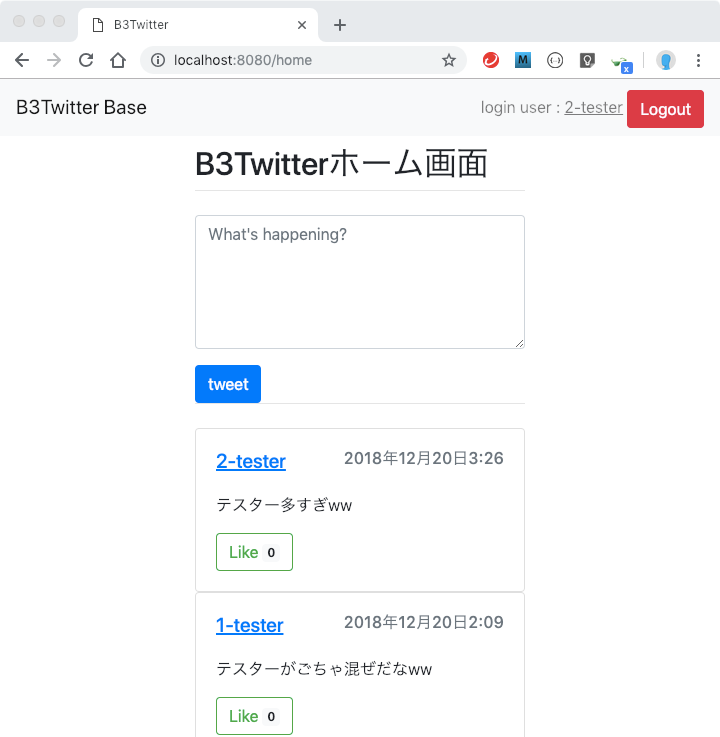 B3Twitter
localhost:8080/home
B3Twitter Base
login user : 2-tester Logout
B3Twitterホーム画面
What's happening?
tweet
2-tester 2018年12月20日3:26
テスター多すぎww
Like 0
1-tester 2018年12月20日2:09
テスターがごちゃ混ぜだなww
Like 0